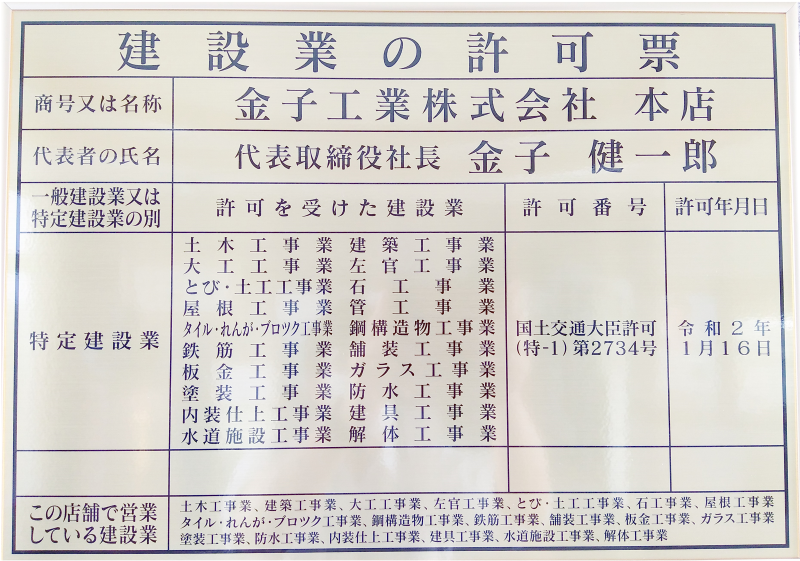 建設業の許可票
商号又は名称 金子工業株式会社 本店
代表者の氏名 代表取締役社長 金子 健一郎
一般建設業又は
特定建設業の別
許可を受けた建設業
許可番号
許可年月日
特定建設業
土木工事業 建築工事業
大工工事業 左官工事業
とび・土工工事業 石工事業
屋根工事業 管工事業
タイル・れんが・ブロツク工事業 鋼構造物工事業
鉄筋工事業 舗装工事業
板金工事業 ガラス工事業
塗装工事業 防水工事業
内装仕上工事業 建具工事業
水道施設工事業 解体工事業
国土交通大臣許可
(特-1)第2734号
令和2年
1月16日
この店舗で営業
している建設業
土木工事業、建築工事業、大工工事業、左官工事業、とび・土工工事業、石工事業、屋根工事業
タイル・れんが・ブロツク工事業、鋼構造物工事業、鉄筋工事業、舗装工事業、板金工事業、ガラス工事業
塗装工事業、防水工事業、内装仕上工事業、建具工事業、水道施設工事業、解体工事業